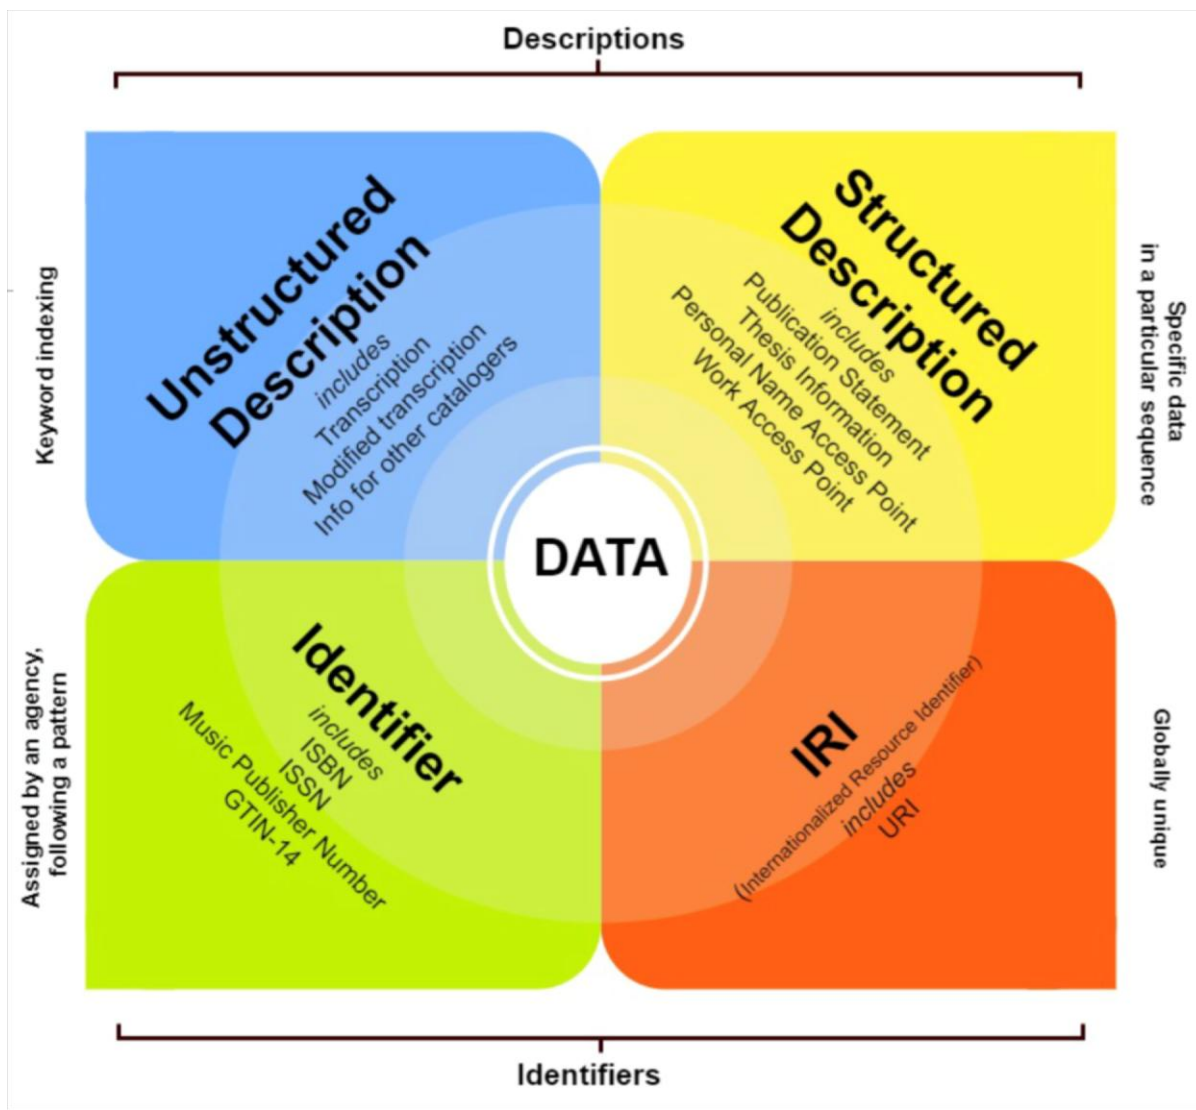 Descriptions
Keyword indexing
Unstructured
Description
includes
Transcription
Modified transcription
Info for other catalogers
Structured
Description
includes
Publication Statement
Thesis Information
Personal Name Access Point
Work Access Point
Specific data
in a particular sequence
DATA
Assigned by an agency,
following a pattern
Identifier
includes
ISBN
ISSN
Music Publisher Number
GTIN-14
IRI
(Internationalized Resource Identifier)
includes
URI
Globally unique
Identifiers